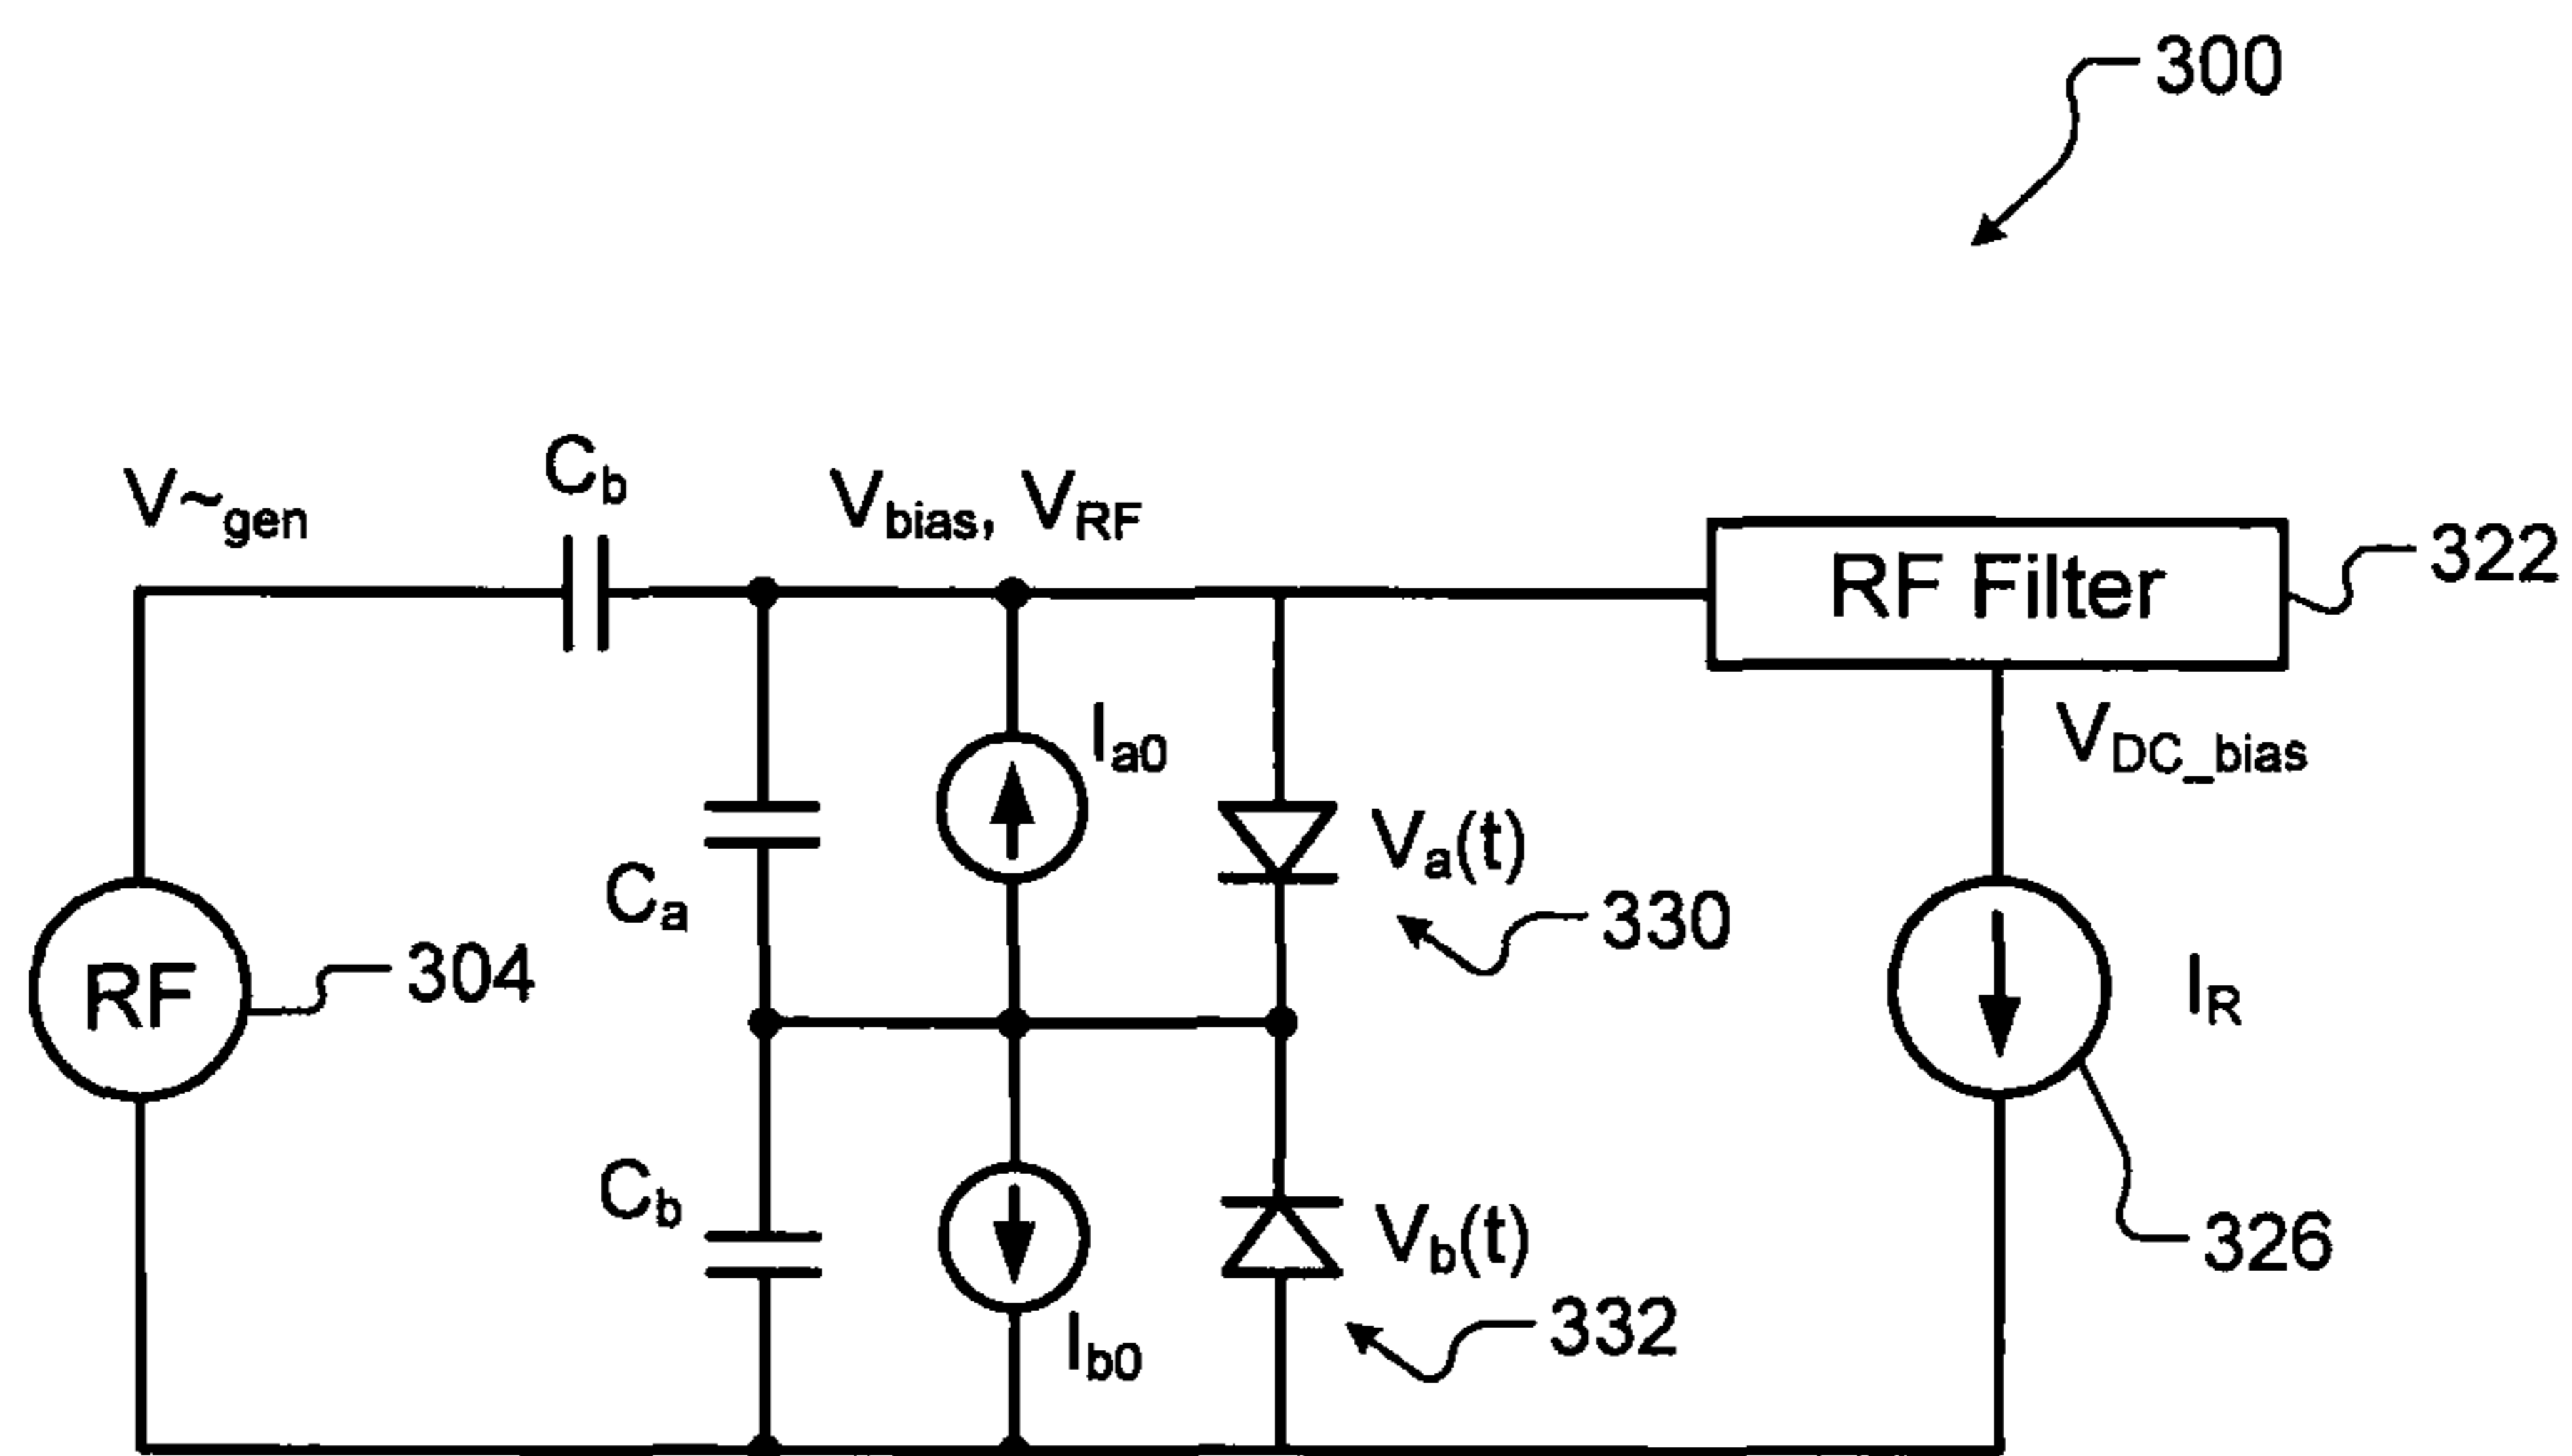 300
V~gen
Cb
Vbias, VRF
RF Filter
322
VDC_bias
Ia0
Ca
Va(t)
330
RF
304
IR
326
Cb
Ib0
Vb(t)
332